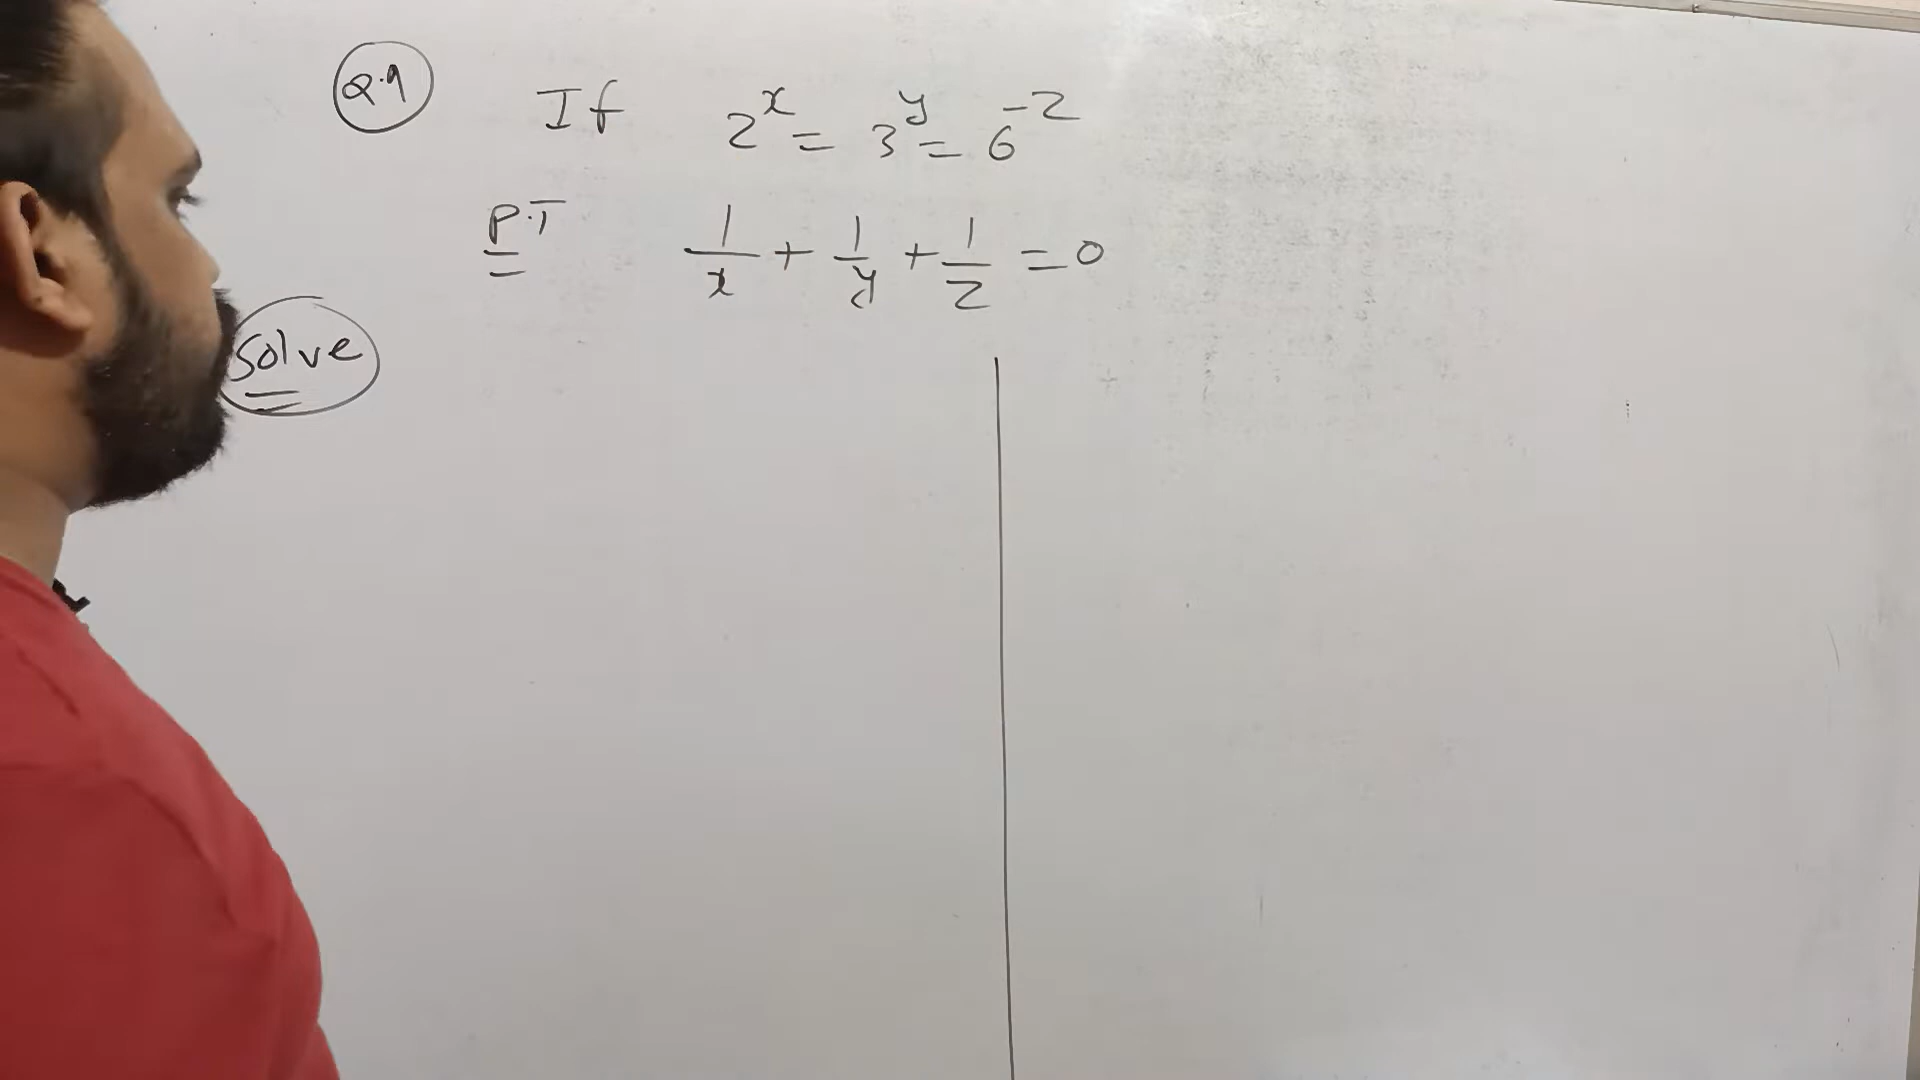 Q.9 If 2^x = 3^y = 6^-z
P.T 1/x + 1/y + 1/z = 0
Solve